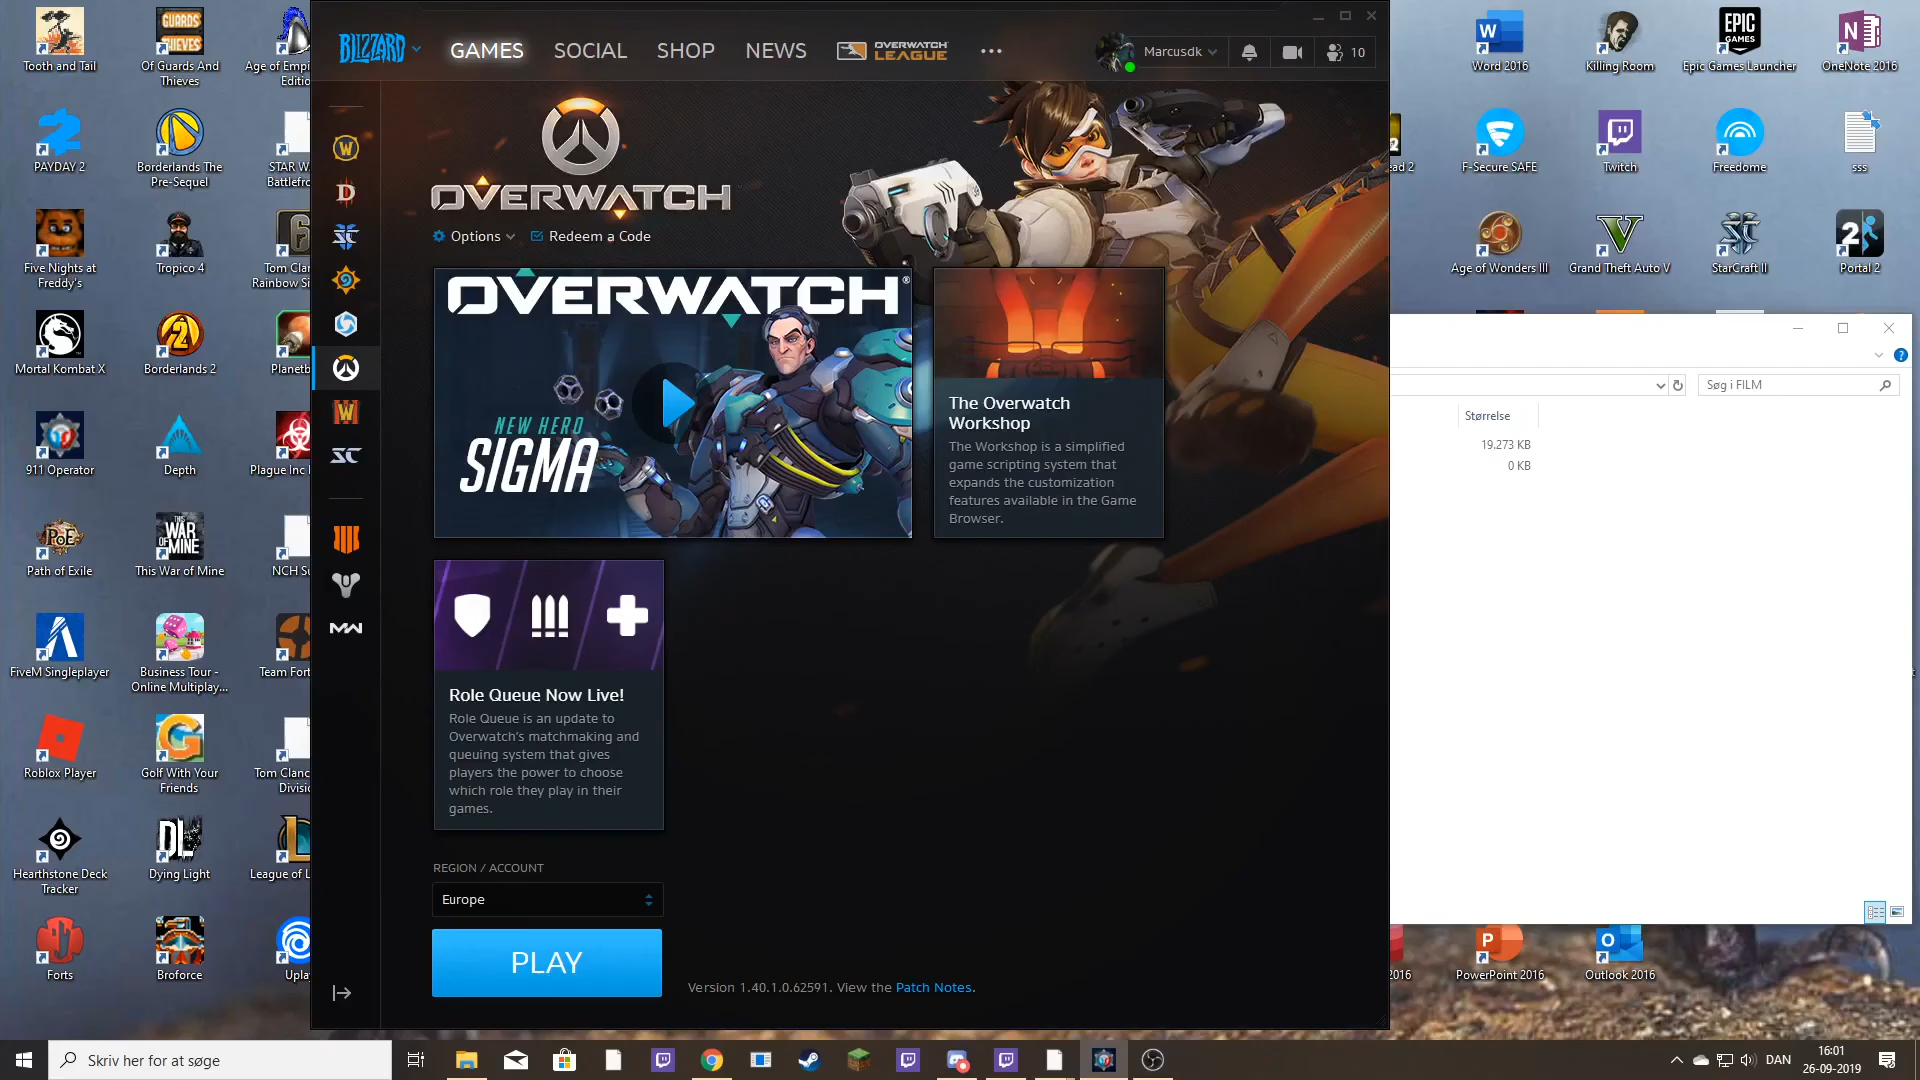 Tooth and Tail
Of Guards And
Thieves
Age of Empi
Editio
PAYDAY 2
Borderlands The
Pre-Sequel
STAR W
Battlefro
Five Nights at
Freddy's
Tropico 4
Tom Clan
Rainbow Si
Mortal Kombat X
Borderlands 2
Planetb
911 Operator
Depth
Plague Inc
Path of Exile
This War of Mine
NCH Su
FiveM Singleplayer
Business Tour -
Online Multiplay...
Team Fort
Roblox Player
Golf With Your
Friends
Tom Clanc
Divisio
Hearthstone Deck
Tracker
Dying Light
League of L
Forts
Broforce
Uplay
BLIZZARD
GAMES
SOCIAL
SHOP
NEWS
OVERWATCH
LEAGUE
Marcusdk
10
OVERWATCH
Options
Redeem a Code
OVERWATCH®
NEW HERO
SIGMA
The Overwatch
Workshop
The Workshop is a simplified
game scripting system that
expands the customization
features available in the Game
Browser.
Role Queue Now Live!
Role Queue is an update to
Overwatch's matchmaking and
queuing system that gives
players the power to choose
which role they play in their
games.
REGION / ACCOUNT
Europe
PLAY
Version 1.40.1.0.62591. View the Patch Notes.
Word 2016
Killing Room
Epic Games Launcher
OneNote 2016
ead 2
F-Secure SAFE
Twitch
Freedome
sss
Age of Wonders III
Grand Theft Auto V
StarCraft II
Portal 2
Søg i FILM
Størrelse
19.273 KB
0 KB
2016
PowerPoint 2016
Outlook 2016
Skriv her for at søge
DAN
16:01
26-09-2019